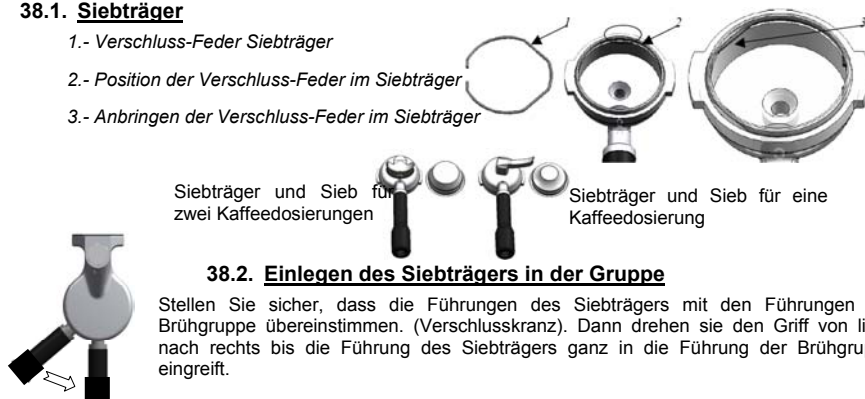 38.1. Siebträger
1.- Verschluss-Feder Siebträger
2.- Position der Verschluss-Feder im Siebträger
3.- Anbringen der Verschluss-Feder im Siebträger
1
2
3
Siebträger und Sieb für
zwei Kaffeedosierungen
Siebträger und Sieb für eine
Kaffeedosierung
38.2. Einlegen des Siebträgers in der Gruppe
Stellen Sie sicher, dass die Führungen des Siebträgers mit den Führungen
Brühgruppe übereinstimmen. (Verschlusskranz). Dann drehen sie den Griff von
nach rechts bis die Führung des Siebträgers ganz in die Führung der
eingreift.